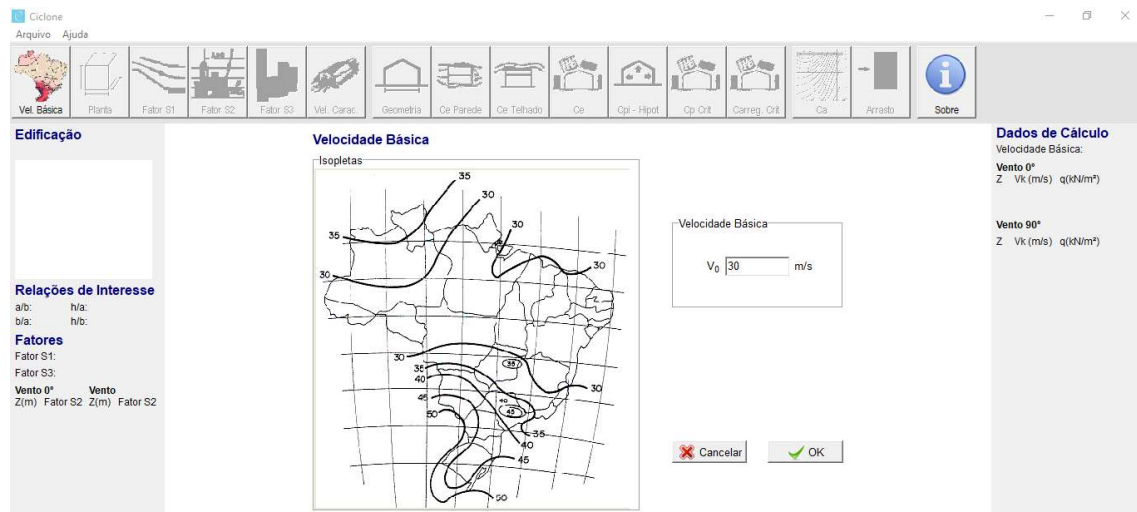 Ciclone
Arquivo Ajuda
Vel. Básica
Planta
Fator S1
Fator S2
Fator S3
Vel. Carac.
Geometria
Ce Parede
Ce Telhado
Ce
Cpi - Hipot
Cp Crit
Carreg. Crit
Ca
Arrasto
Sobre
Edificação
Relações de Interesse
a/b: h/a:
b/a: h/b:
Fatores
Fator S1:
Fator S3:
Vento 0° Vento
Z(m) Fator S2 Z(m) Fator S2
Velocidade Básica
Isopletas
35
30
30
35
30
30
30
35
35
40
40
45
45
50
30
35
40
45
50
Velocidade Básica
V0 30 m/s
Cancelar
OK
Dados de Cálculo
Velocidade Básica:
Vento 0°
Z Vk (m/s) q(kN/m²)
Vento 90°
Z Vk (m/s) q(kN/m²)